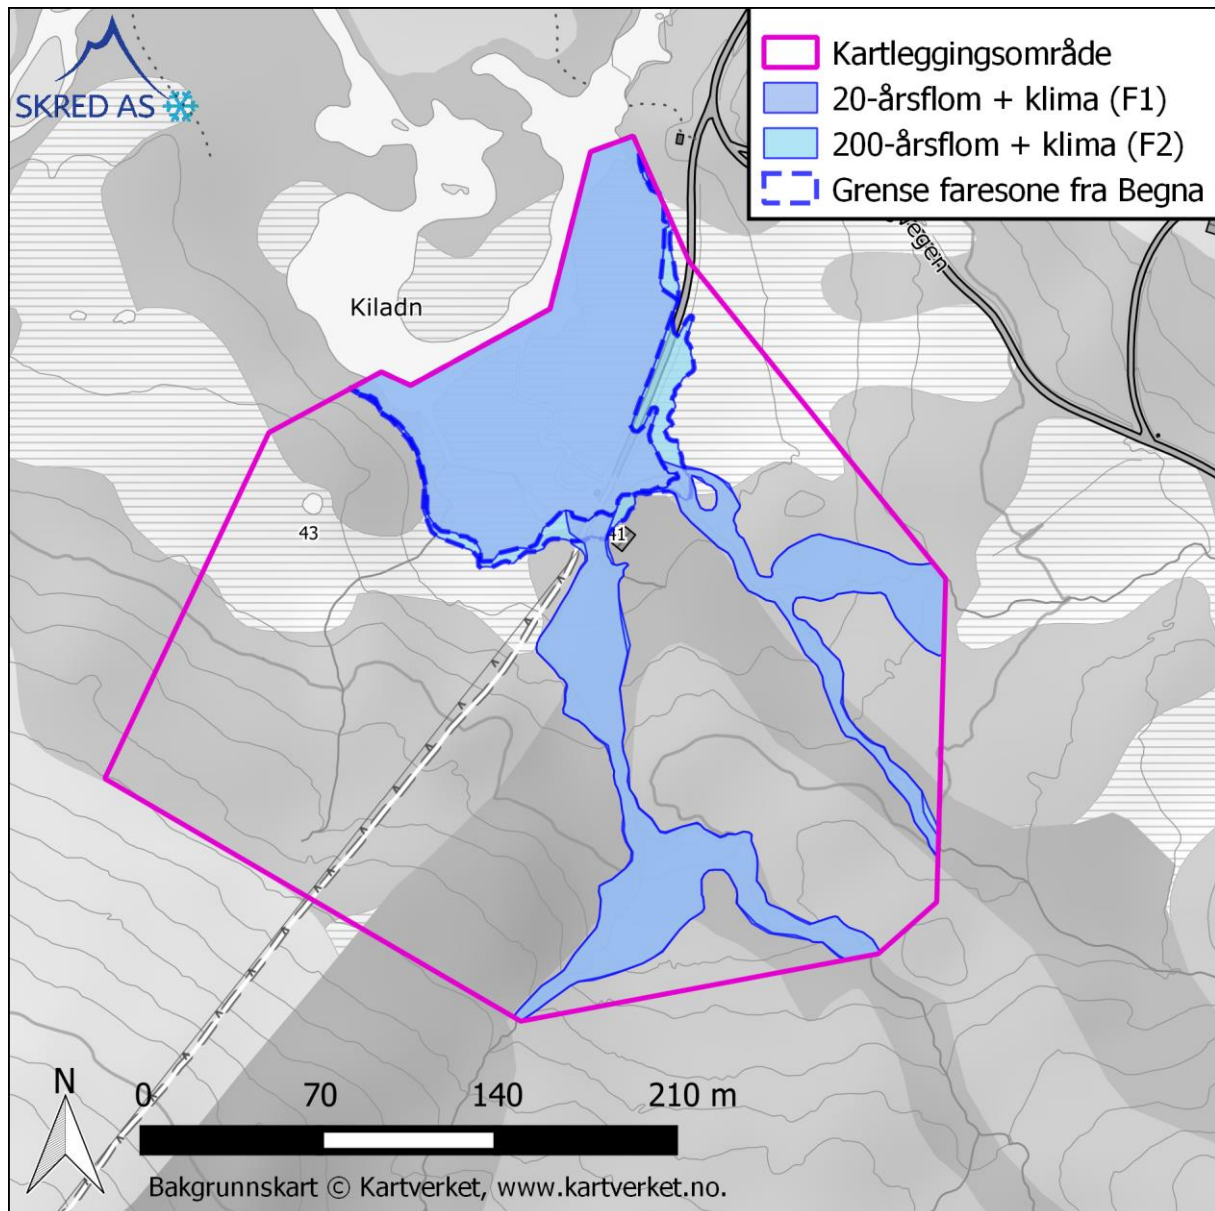 SKRED AS
Kartleggingsområde
20-årsflom + klima (F1)
200-årsflom + klima (F2)
Grense faresone fra Begna
Kiladn
43
41
N
0 70 140 210 m
Bakgrunnskart © Kartverket, www.kartverket.no.